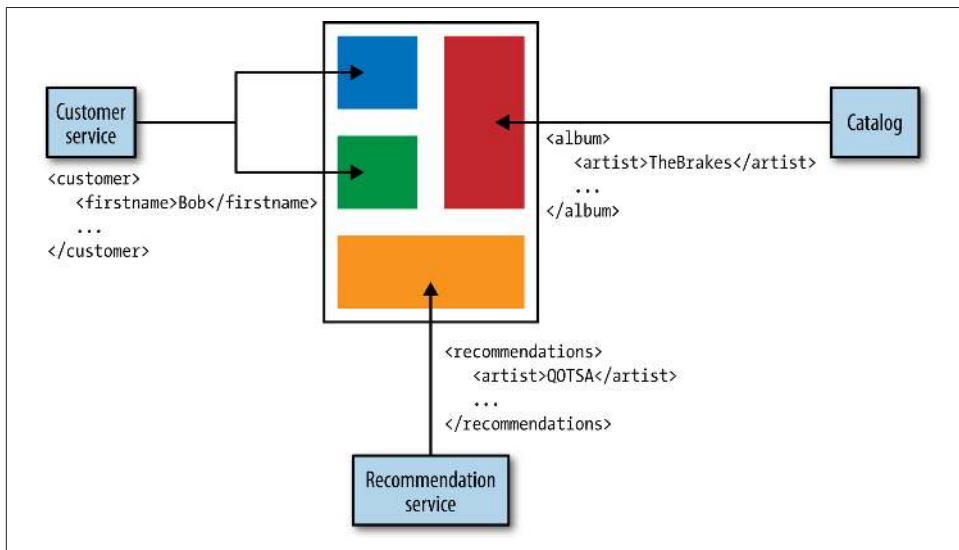 Customer
service
<customer>
<firstname>Bob</firstname>
...
</customer>
<album>
<artist>TheBrakes</artist>
...
</album>
Catalog
<recommendations>
<artist>QOTSA</artist>
...
</recommendations>
Recommendation
service